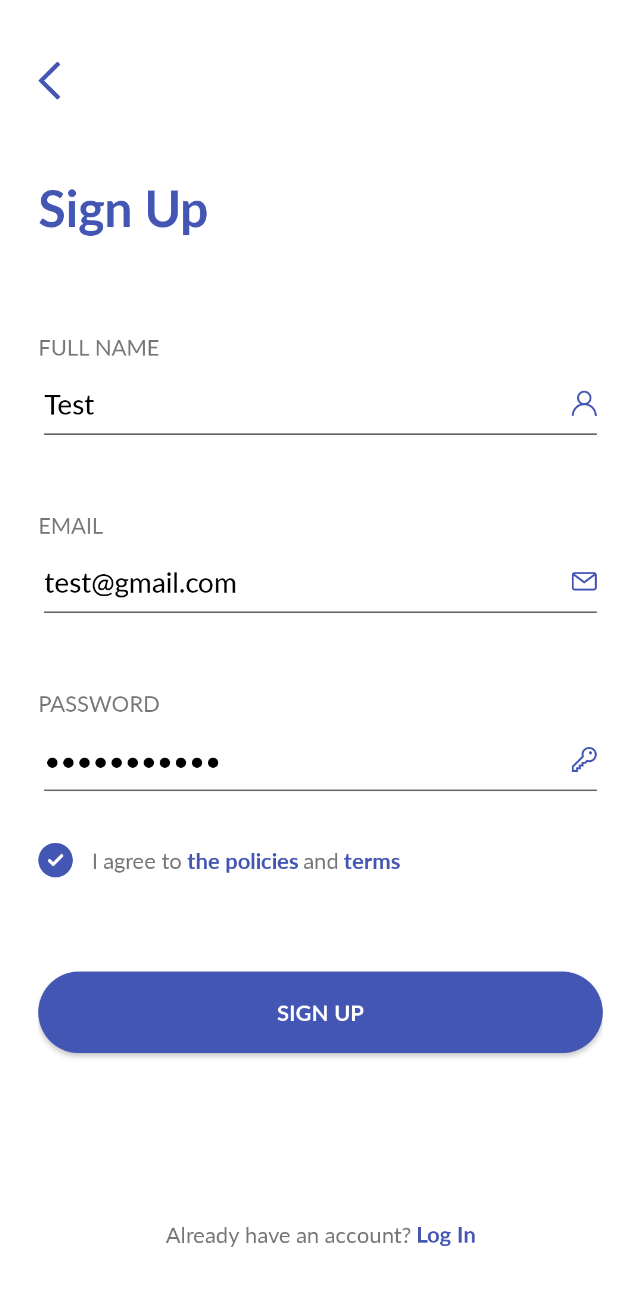 Sign Up
FULL NAME
Test
EMAIL
test@gmail.com
PASSWORD
•••••••••••
I agree to the policies and terms
SIGN UP
Already have an account? Log In